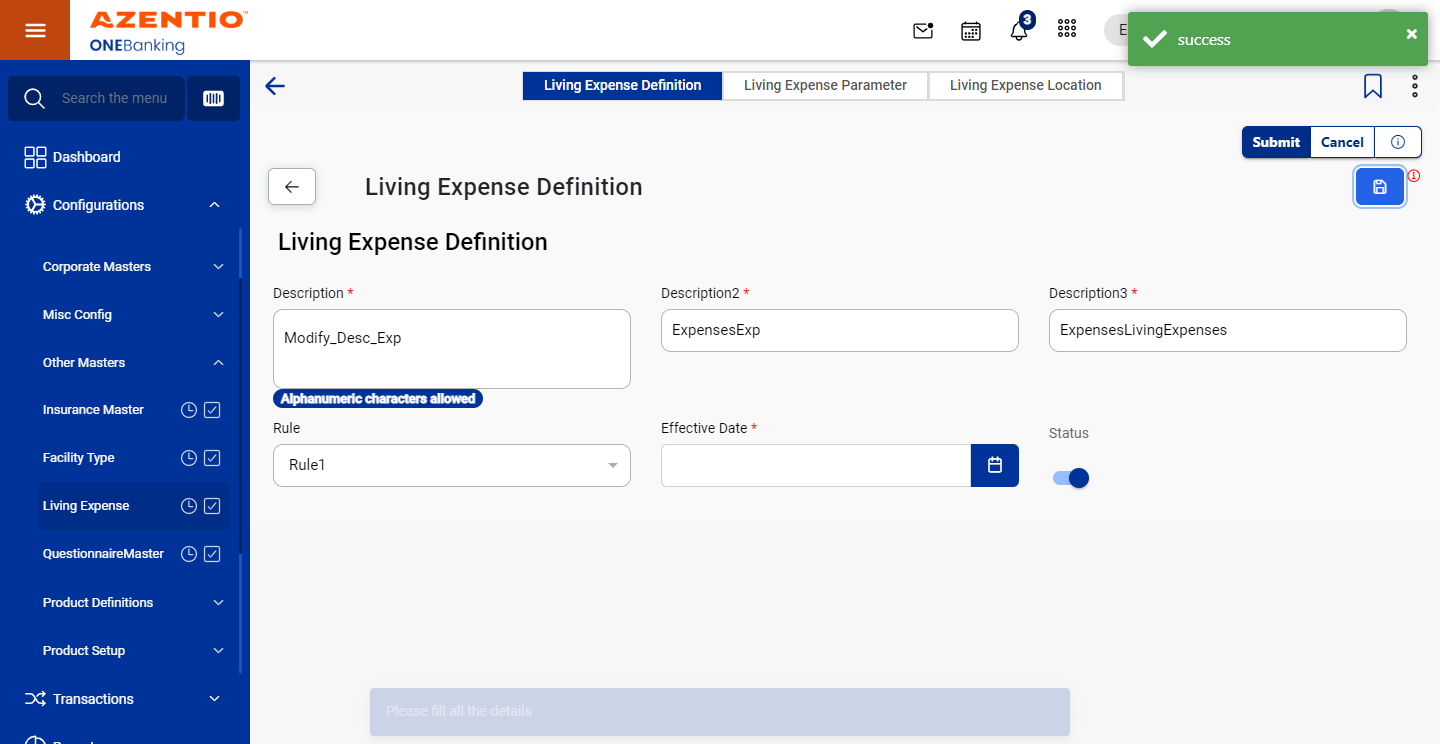 AZENTIO™
ONEBanking
3
E
success
Search the menu
Living Expense Definition
Living Expense Parameter
Living Expense Location
Submit
Cancel
Dashboard
Configurations
Corporate Masters
Misc Config
Other Masters
Insurance Master
Facility Type
Living Expense
QuestionnaireMaster
Product Definitions
Product Setup
Transactions
Living Expense Definition
Living Expense Definition
Description *
Description2 *
Description3 *
Modify_Desc_Exp
ExpensesExp
ExpensesLivingExpenses
Alphanumeric characters allowed
Rule
Effective Date *
Status
Rule1
Please fill all the details